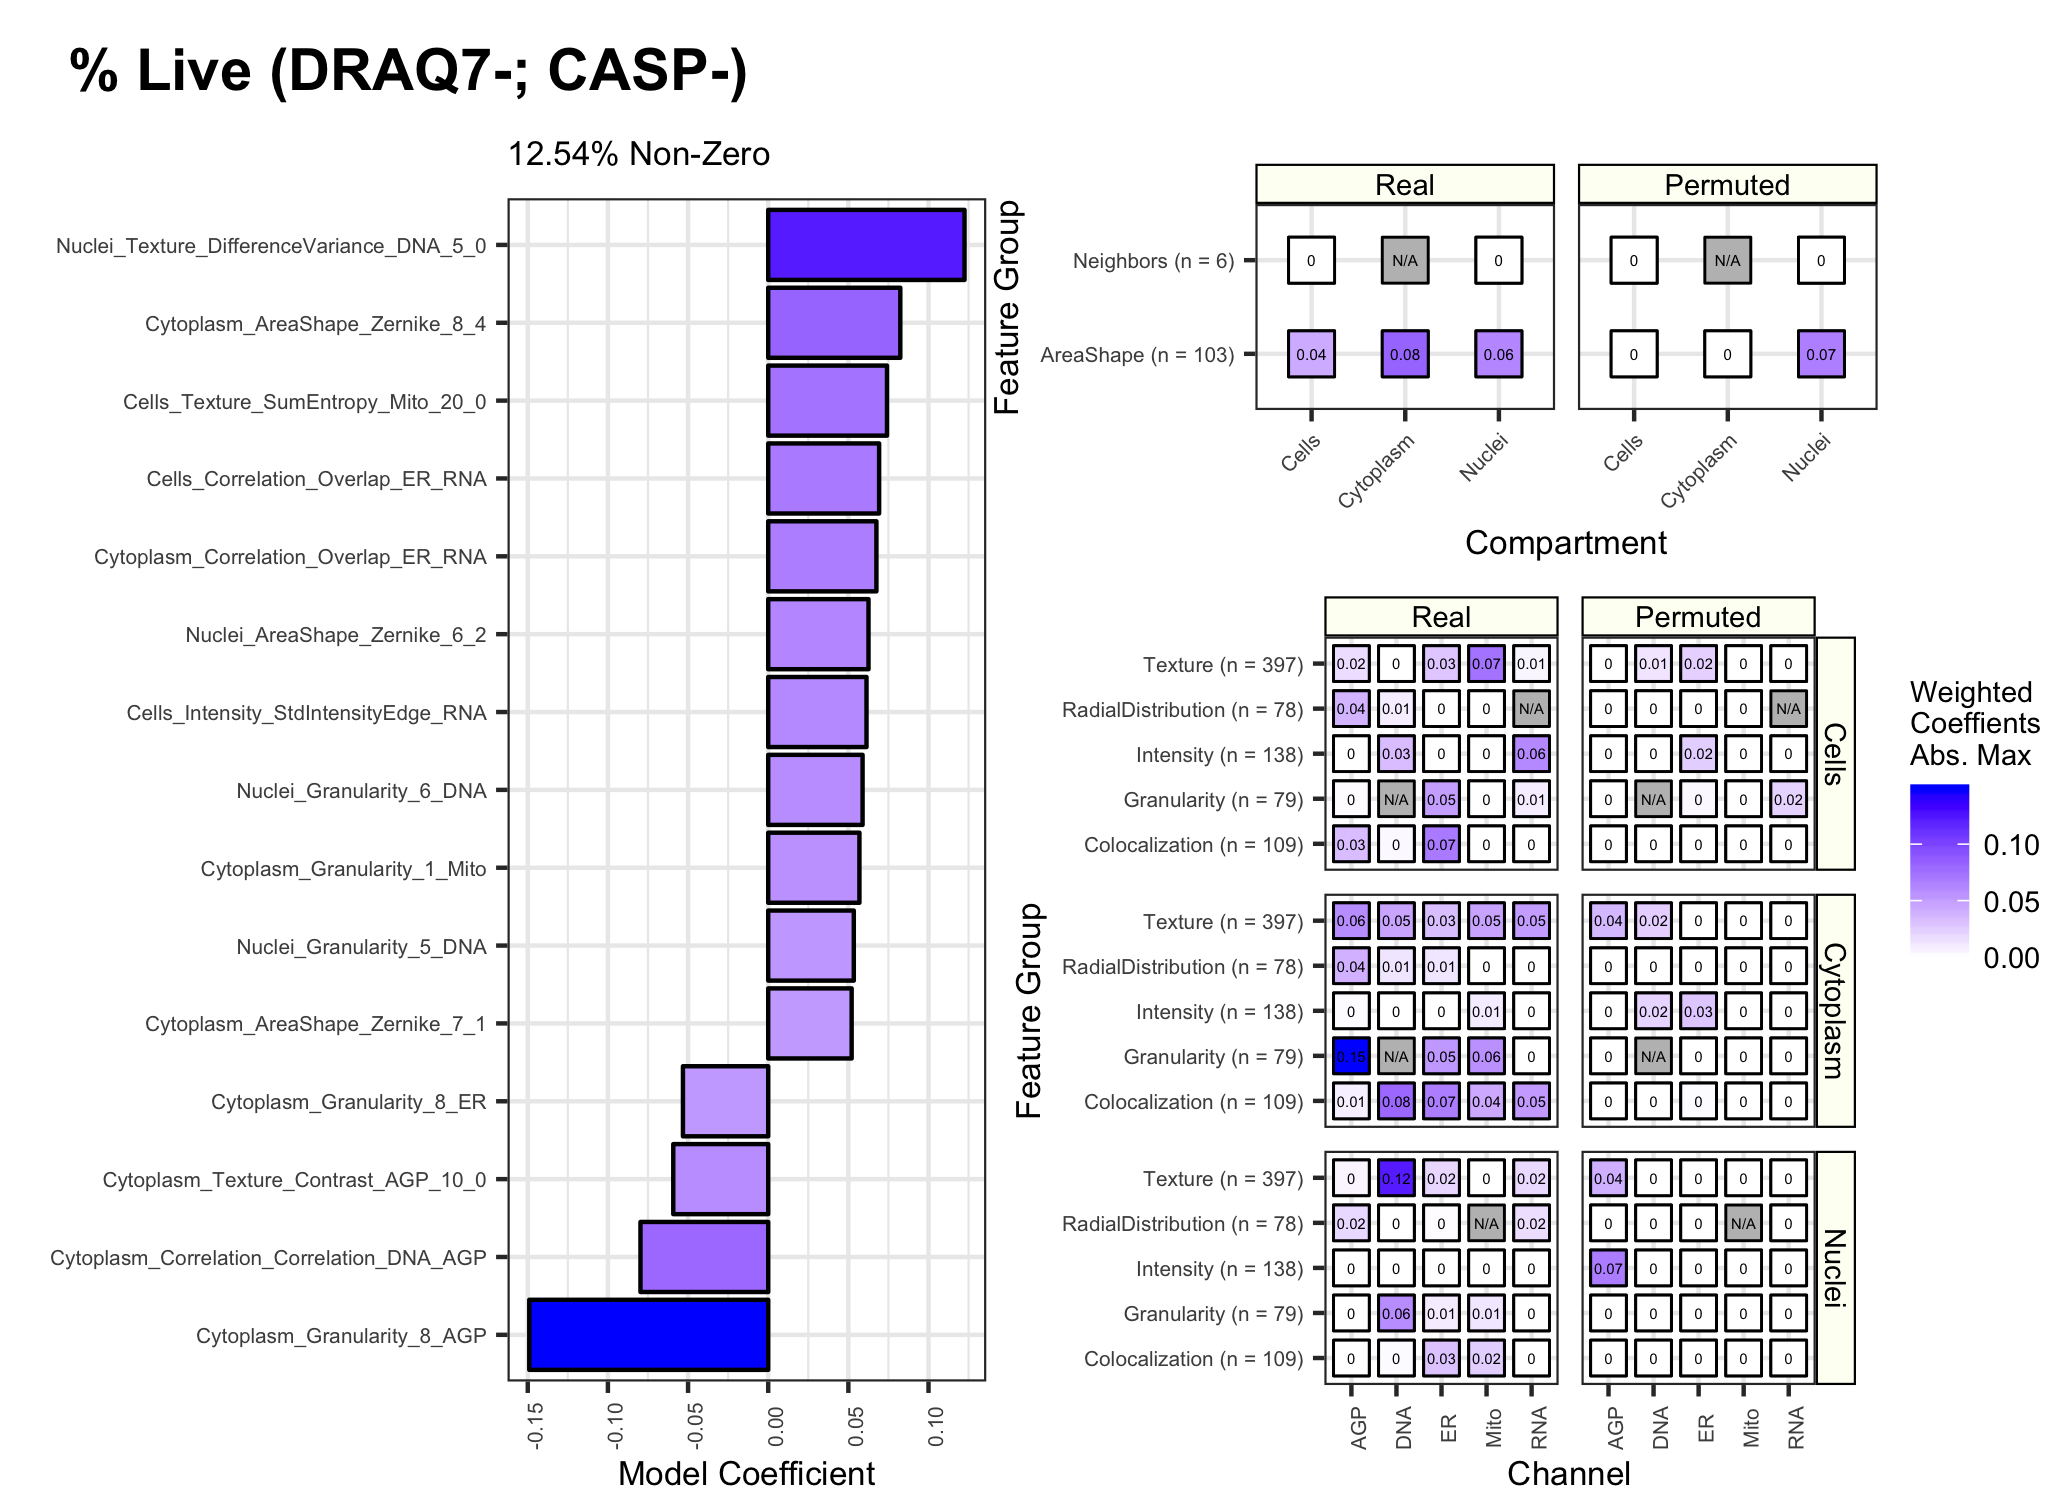 % Live (DRAQ7-; CASP-)
12.54% Non-Zero
Nuclei_Texture_DifferenceVariance_DNA_5_0
Cytoplasm_AreaShape_Zernike_8_4
Cells_Texture_SumEntropy_Mito_20_0
Cells_Correlation_Overlap_ER_RNA
Cytoplasm_Correlation_Overlap_ER_RNA
Nuclei_AreaShape_Zernike_6_2
Cells_Intensity_StdIntensityEdge_RNA
Nuclei_Granularity_6_DNA
Cytoplasm_Granularity_1_Mito
Nuclei_Granularity_5_DNA
Cytoplasm_AreaShape_Zernike_7_1
Cytoplasm_Granularity_8_ER
Cytoplasm_Texture_Contrast_AGP_10_0
Cytoplasm_Correlation_Correlation_DNA_AGP
Cytoplasm_Granularity_8_AGP
-0.15 -0.10 -0.05 0.00 0.05 0.10
Model Coefficient
Feature Group
Real Permuted
Neighbors (n = 6) 0 N/A 0 0 N/A 0
AreaShape (n = 103) 0.04 0.08 0.06 0 0 0.07
Cells Cytoplasm Nuclei Cells Cytoplasm Nuclei
Compartment
Feature Group
Real Permuted
Texture (n = 397) 0.02 0 0.03 0.07 0.01 0 0.01 0.02 0 0
RadialDistribution (n = 78) 0.04 0.01 0 0 N/A 0 0 0 0 N/A
Intensity (n = 138) 0 0.03 0 0 0.06 0 0 0.02 0 0
Granularity (n = 79) 0 N/A 0.05 0 0.01 0 N/A 0 0 0.02
Colocalization (n = 109) 0.03 0 0.07 0 0 0 0 0 0 0
Cells
Texture (n = 397) 0.06 0.05 0.03 0.05 0.05 0.04 0.02 0 0 0
RadialDistribution (n = 78) 0.04 0.01 0.01 0 0 0 0 0 0 0
Intensity (n = 138) 0 0 0 0.01 0 0 0.02 0.03 0 0
Granularity (n = 79) 0.15 N/A 0.05 0.06 0 0 N/A 0 0 0
Colocalization (n = 109) 0.01 0.08 0.07 0.04 0.05 0 0 0 0 0
Cytoplasm
Texture (n = 397) 0 0.12 0.02 0 0.02 0.04 0 0 0 0
RadialDistribution (n = 78) 0.02 0 0 N/A 0.02 0 0 0 N/A 0
Intensity (n = 138) 0 0 0 0 0 0.07 0 0 0 0
Granularity (n = 79) 0 0.06 0.01 0.01 0 0 0 0 0 0
Colocalization (n = 109) 0 0 0.03 0.02 0 0 0 0 0 0
Nuclei
AGP DNA ER Mito RNA AGP DNA ER Mito RNA
Channel
Weighted
Coeffients
Abs. Max
0.10
0.05
0.00